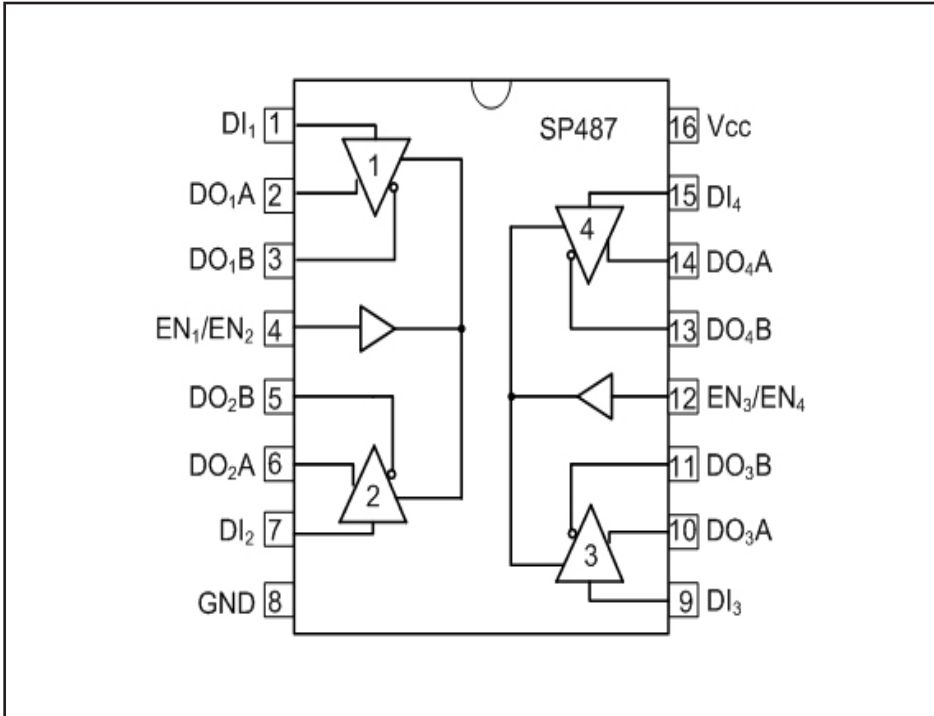 SP487
DI₁ 1
DO₁A 2
DO₁B 3
EN₁/EN₂ 4
DO₂B 5
DO₂A 6
DI₂ 7
GND 8
1
2
16 Vcc
15 DI₄
14 DO₄A
13 DO₄B
12 EN₃/EN₄
11 DO₃B
10 DO₃A
9 DI₃
4
3